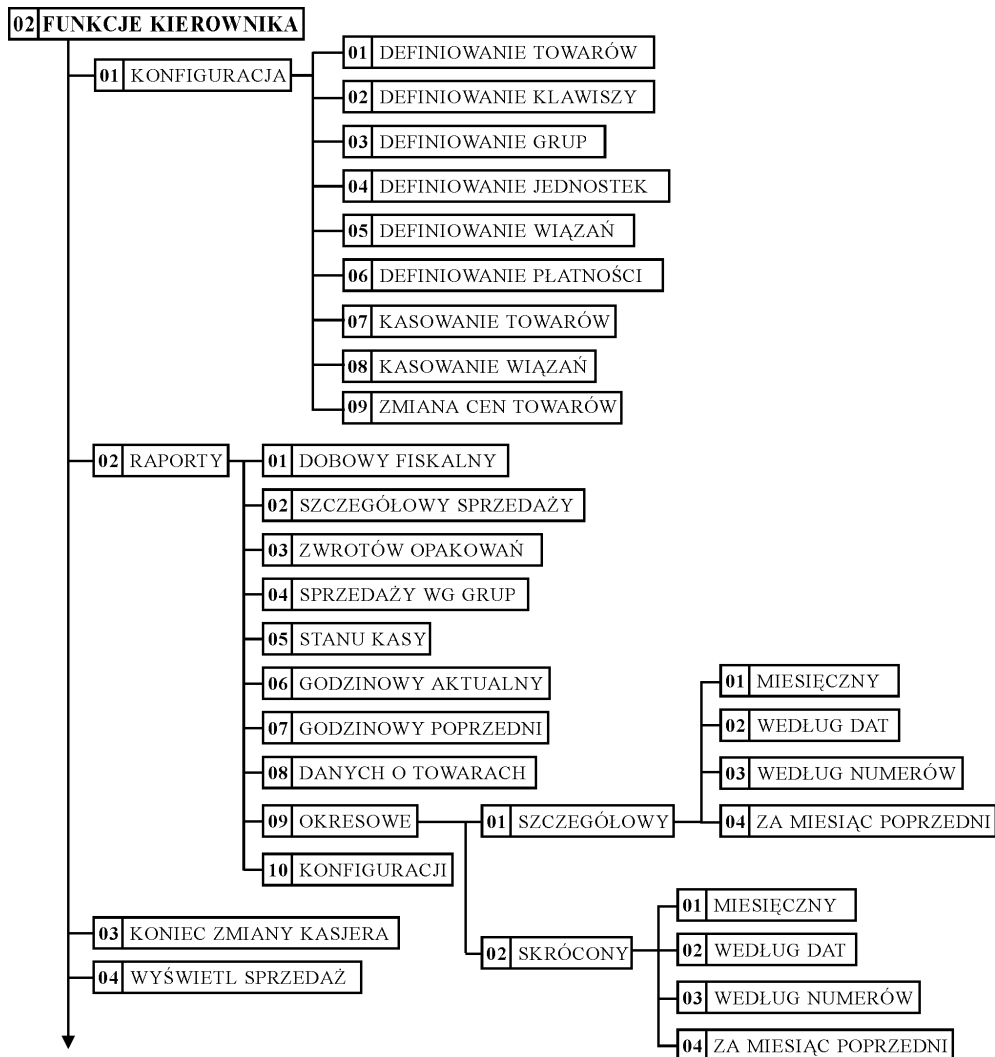 02 FUNKCJE KIEROWNIKA
01 KONFIGURACJA
01 DEFINIOWANIE TOWARÓW
02 DEFINIOWANIE KLAWISZY
03 DEFINIOWANIE GRUP
04 DEFINIOWANIE JEDNOSTEK
05 DEFINIOWANIE WIĄZAŃ
06 DEFINIOWANIE PŁATNOŚCI
07 KASOWANIE TOWARÓW
08 KASOWANIE WIĄZAŃ
09 ZMIANA CEN TOWARÓW
02 RAPORTY
01 DOBOWY FISKALNY
02 SZCZEGÓŁOWY SPRZEDAŻY
03 ZWROTÓW OPAKOWAŃ
04 SPRZEDAŻY WG GRUP
05 STANU KASY
06 GODZINOWY AKTUALNY
07 GODZINOWY POPRZEDNI
08 DANYCH O TOWARACH
09 OKRESOWE
01 SZCZEGÓŁOWY
01 MIESIĘCZNY
02 WEDŁUG DAT
03 WEDŁUG NUMERÓW
04 ZA MIESIĄC POPRZEDNI
02 SKRÓCONY
01 MIESIĘCZNY
02 WEDŁUG DAT
03 WEDŁUG NUMERÓW
04 ZA MIESIĄC POPRZEDNI
10 KONFIGURACJI
03 KONIEC ZMIANY KASJERA
04 WYŚWIETL SPRZEDAŻ